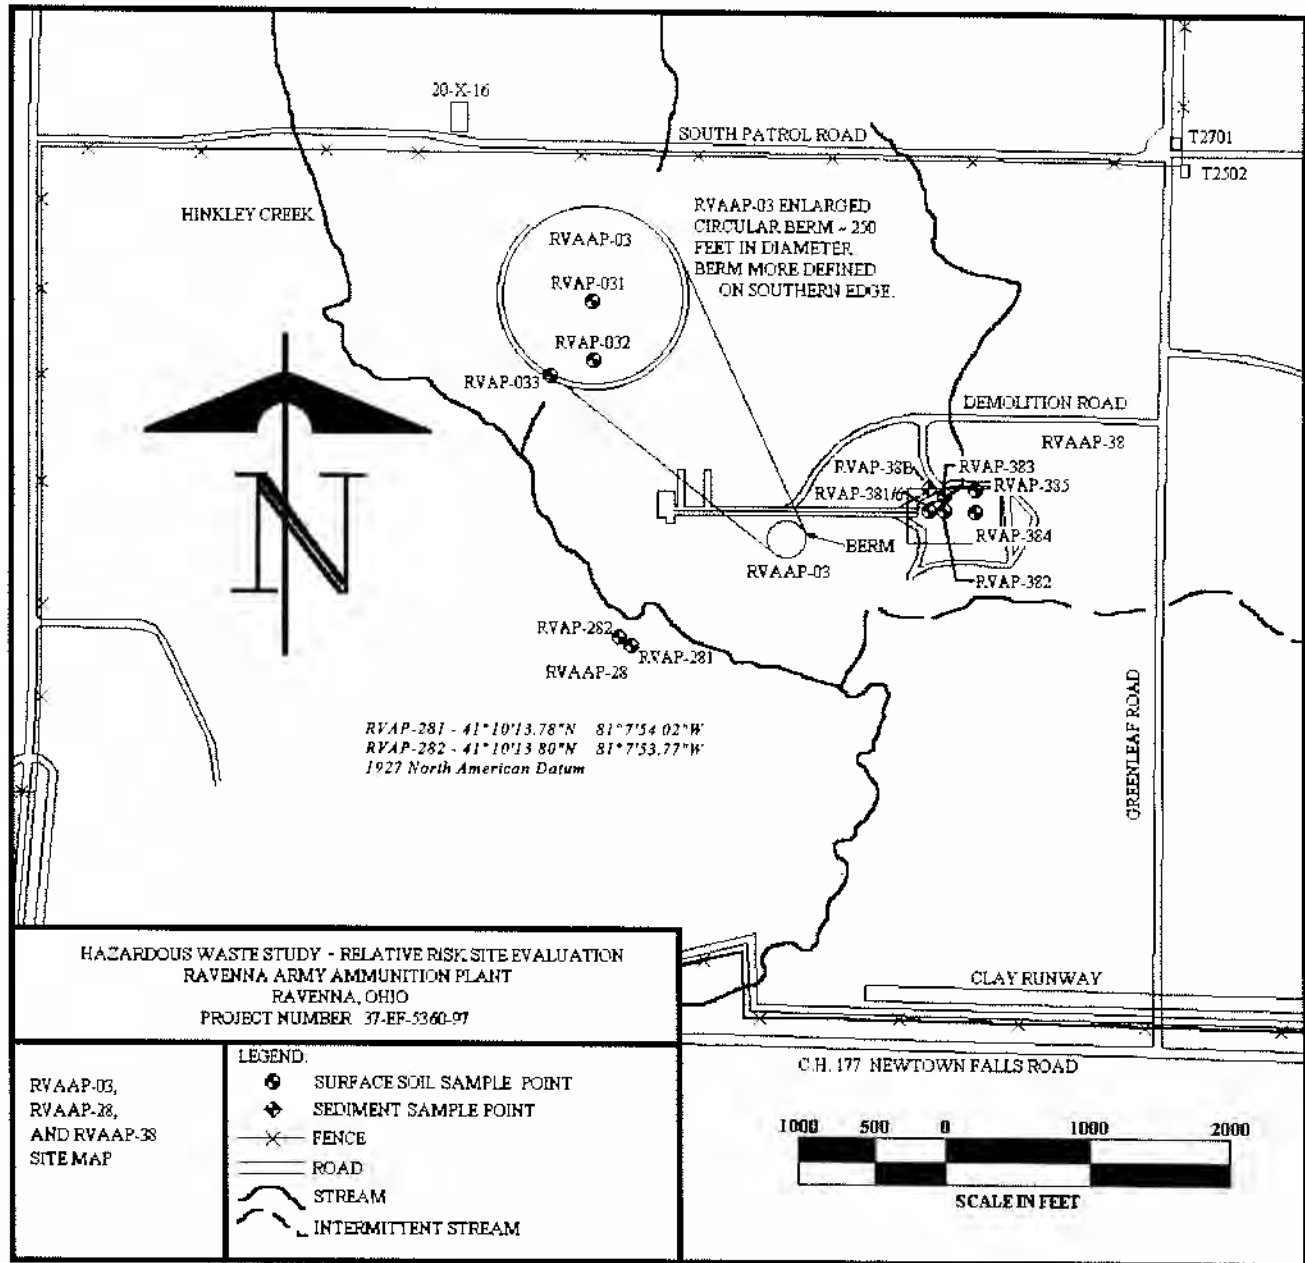 20-X-16
SOUTH PATROL ROAD
T2701
T2502
HINKLEY CREEK
RVAAP-03 ENLARGED
CIRCULAR BERM ~ 250
FEET IN DIAMETER.
BERM MORE DEFINED
ON SOUTHERN EDGE.
RVAAP-03
RVAP-031
RVAP-032
RVAP-033
DEMOLITION ROAD
RVAAP-38
RVAP-38B
RVAP-383
RVAP-381/6
RVAP-385
RVAP-384
BERM
RVAAP-03
RVAP-382
N
RVAP-282
RVAP-281
RVAAP-28
RVAP-281 - 41°10'13.78"N 81°7'54 02"W
RVAP-282 - 41°10'13 80"N 81°7'53.77"W
1927 North American Datum
GREENLEAF ROAD
CLAY RUNWAY
C.H. 177 NEWTOWN FALLS ROAD
HAZARDOUS WASTE STUDY - RELATIVE RISK SITE EVALUATION
RAVENNA ARMY AMMUNITION PLANT
RAVENNA, OHIO
PROJECT NUMBER 37-EF-5360-97
RVAAP-03,
RVAAP-28,
AND RVAAP-38
SITE MAP
LEGEND:
SURFACE SOIL SAMPLE POINT
SEDIMENT SAMPLE POINT
FENCE
ROAD
STREAM
INTERMITTENT STREAM
1000 500 0 1000 2000
SCALE IN FEET